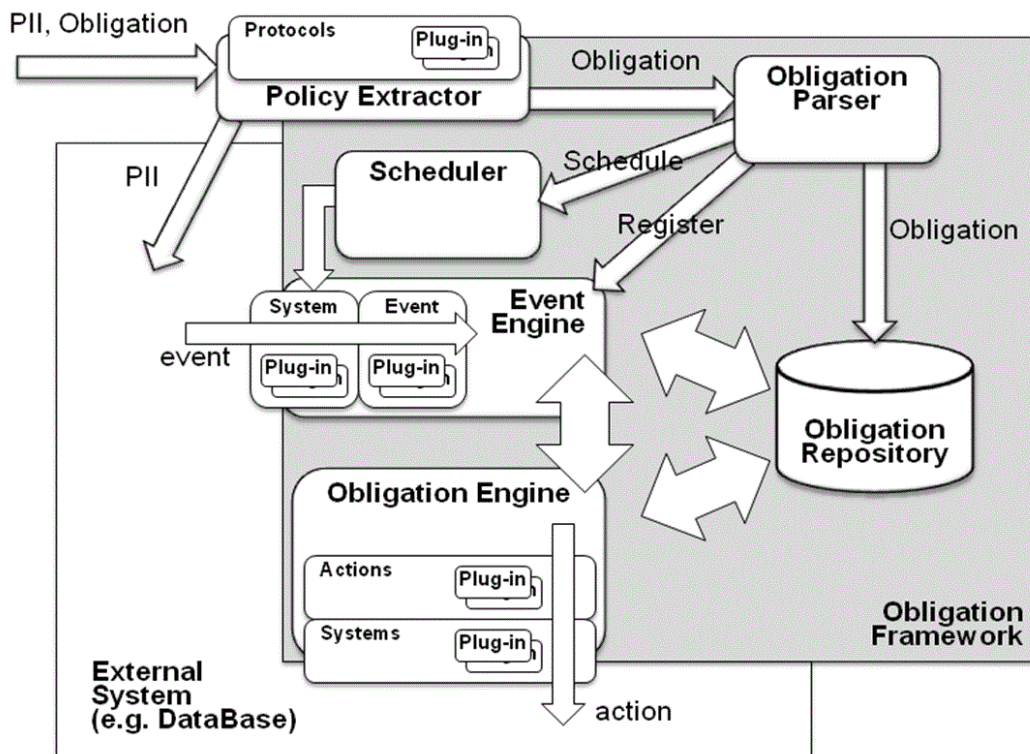 PII, Obligation
Protocols
Plug-in
Policy Extractor
Obligation
Obligation
Parser
PII
Scheduler
Schedule
Register
Obligation
System
Event
Event
Engine
event
Plug-in
Plug-in
Obligation
Repository
Obligation Engine
Actions
Plug-in
Systems
Plug-in
Obligation
Framework
External
System
(e.g. DataBase)
action